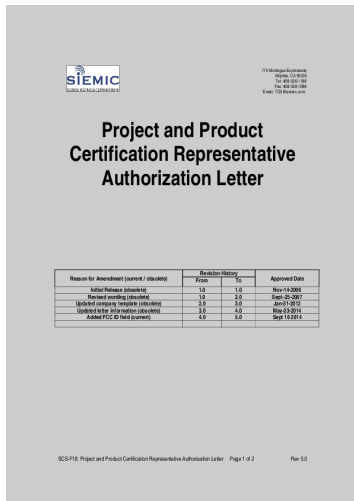 SIEMIC
775 Montague Expressway
Milpitas, CA 95035
Tel: 408-526-1188
Fax: 408-526-1088
Email: TCB@siemic.com
Project and Product
Certification Representative
Authorization Letter
Revision History
Reason for Amendment (current / obsolete) From To Approved Date
Initial Release (obsolete) 1.0 1.0 Nov-14-2006
Revised wording (obsolete) 1.0 2.0 Sept-25-2007
Updated company template (obsolete) 2.0 3.0 Jan-31-2012
Updated letter information (obsolete) 3.0 4.0 May-23-2014
Added FCC ID field (current) 4.0 5.0 Sept 16 2014
SCS-F18: Project and Product Certification Representative Authorization Letter Page 1 of 2 Rev 5.0